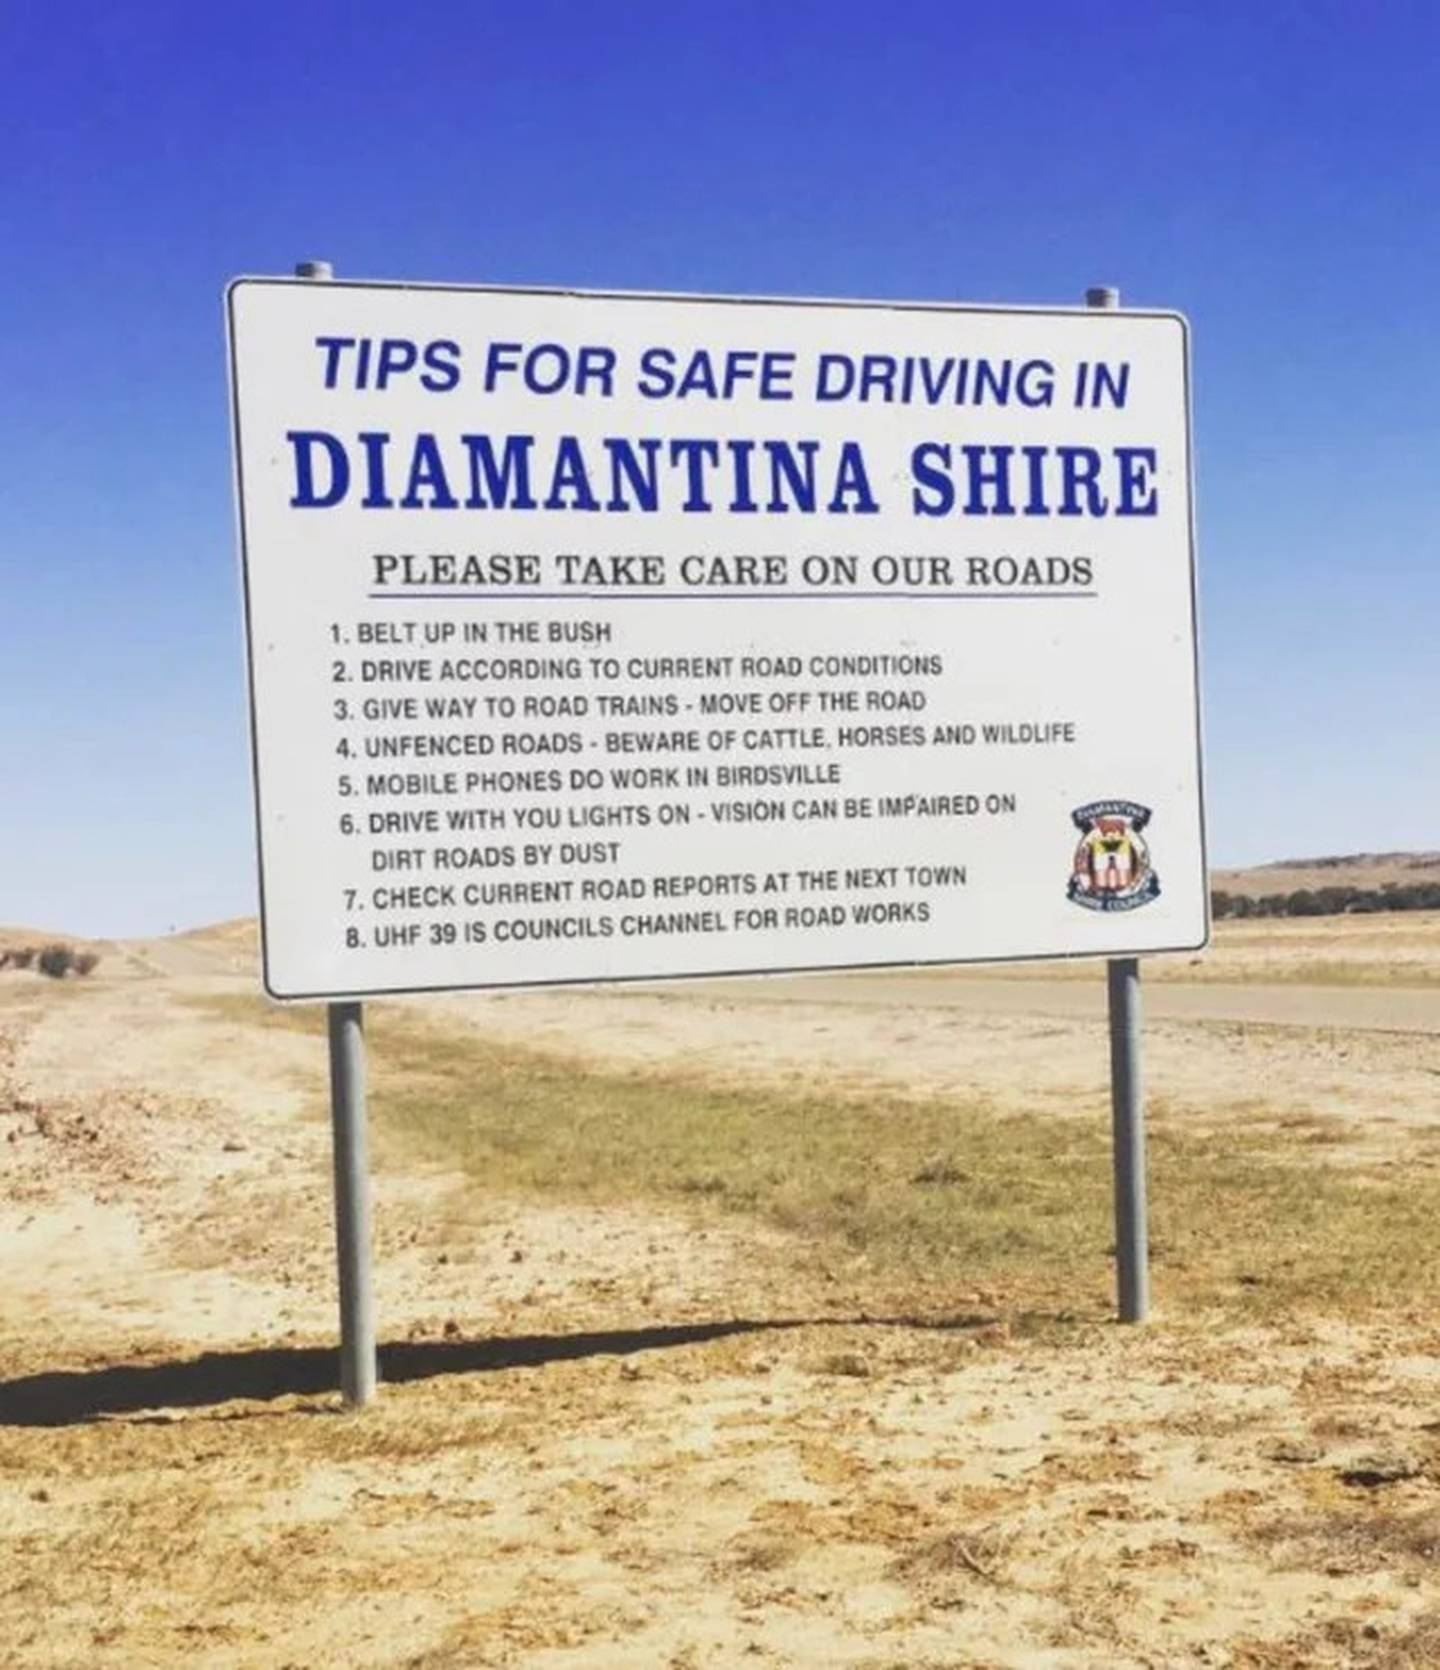 TIPS FOR SAFE DRIVING IN
DIAMANTINA SHIRE
PLEASE TAKE CARE ON OUR ROADS
1. BELT UP IN THE BUSH
2. DRIVE ACCORDING TO CURRENT ROAD CONDITIONS
3. GIVE WAY TO ROAD TRAINS - MOVE OFF THE ROAD
4. UNFENCED ROADS - BEWARE OF CATTLE, HORSES AND WILDLIFE
5. MOBILE PHONES DO WORK IN BIRDSVILLE
6. DRIVE WITH YOU LIGHTS ON - VISION CAN BE IMPAIRED ON
DIRT ROADS BY DUST
7. CHECK CURRENT ROAD REPORTS AT THE NEXT TOWN
8. UHF 39 IS COUNCILS CHANNEL FOR ROAD WORKS
DIAMANTINA
SHIRE COUNCIL